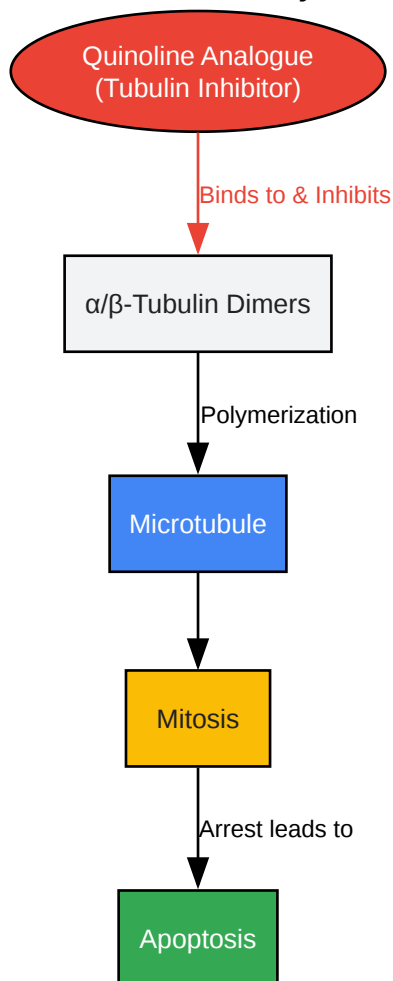 Quinoline Analogue
(Tubulin Inhibitor)
Binds to & Inhibits
α/β-Tubulin Dimers
Polymerization
Microtubule
Mitosis
Arrest leads to
Apoptosis